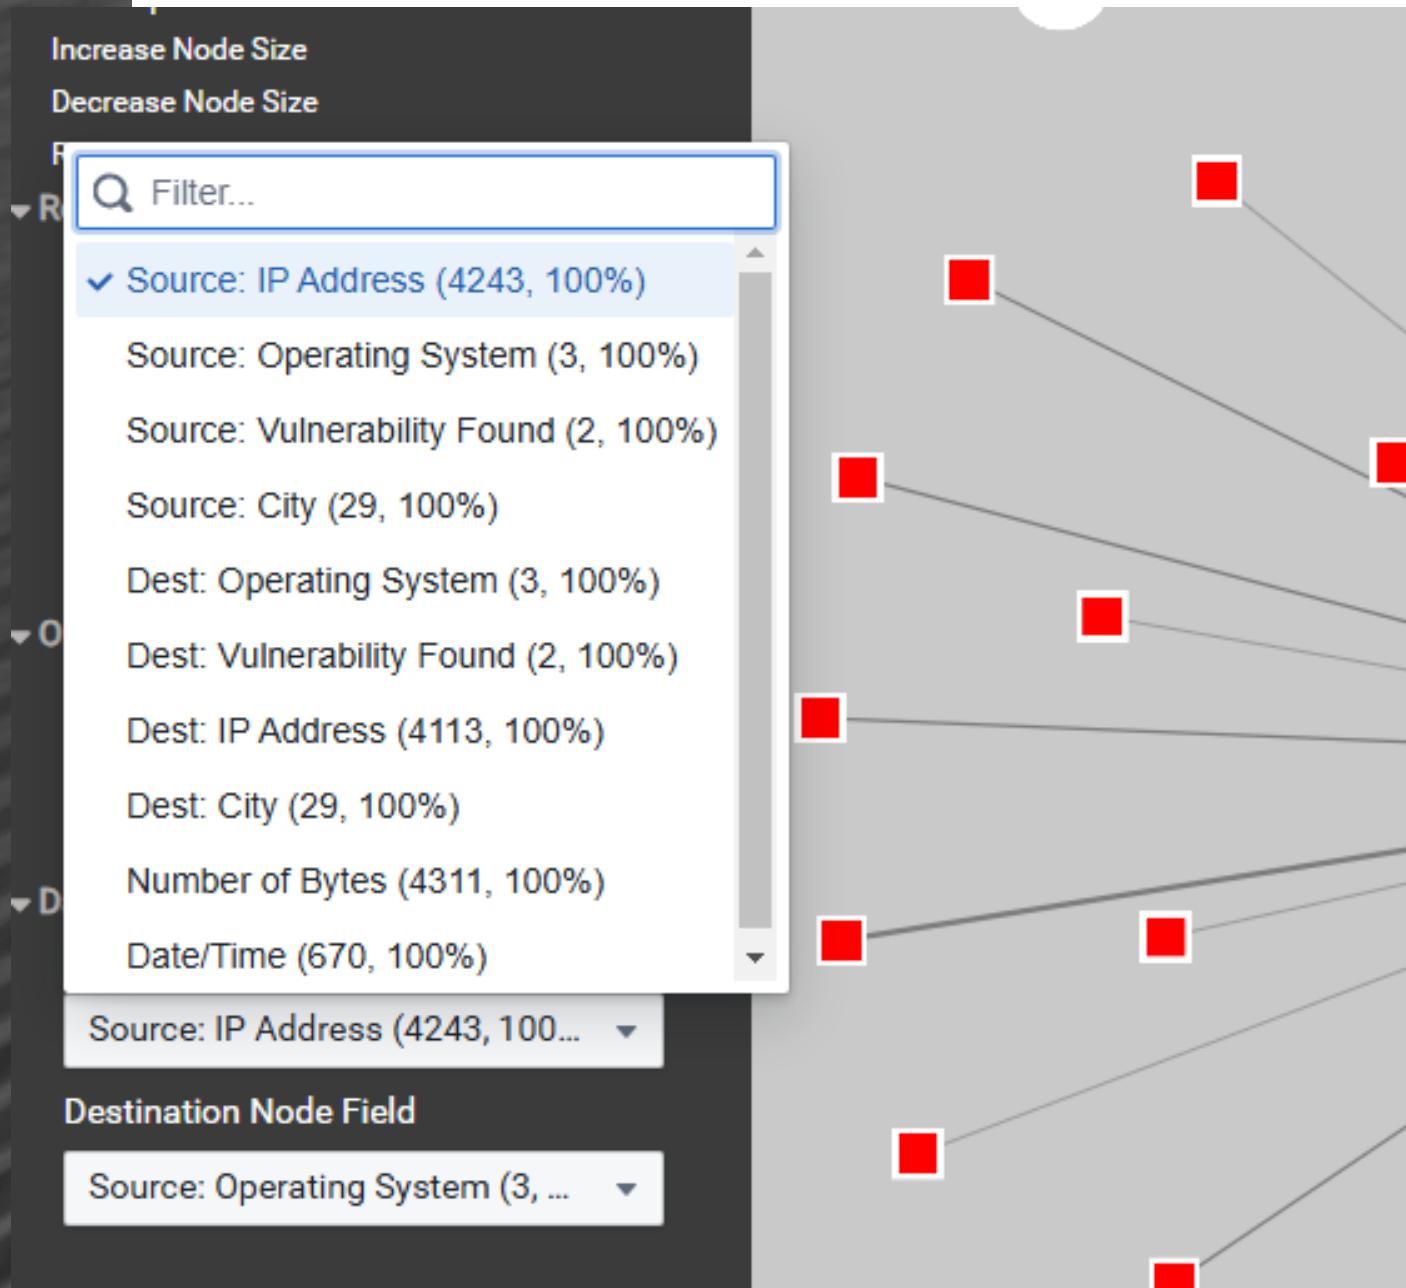 Increase Node Size
Decrease Node Size
Filter...
Source: IP Address (4243, 100%)
Source: Operating System (3, 100%)
Source: Vulnerability Found (2, 100%)
Source: City (29, 100%)
Dest: Operating System (3, 100%)
Dest: Vulnerability Found (2, 100%)
Dest: IP Address (4113, 100%)
Dest: City (29, 100%)
Number of Bytes (4311, 100%)
Date/Time (670, 100%)
Source: IP Address (4243, 100...
Destination Node Field
Source: Operating System (3, ...